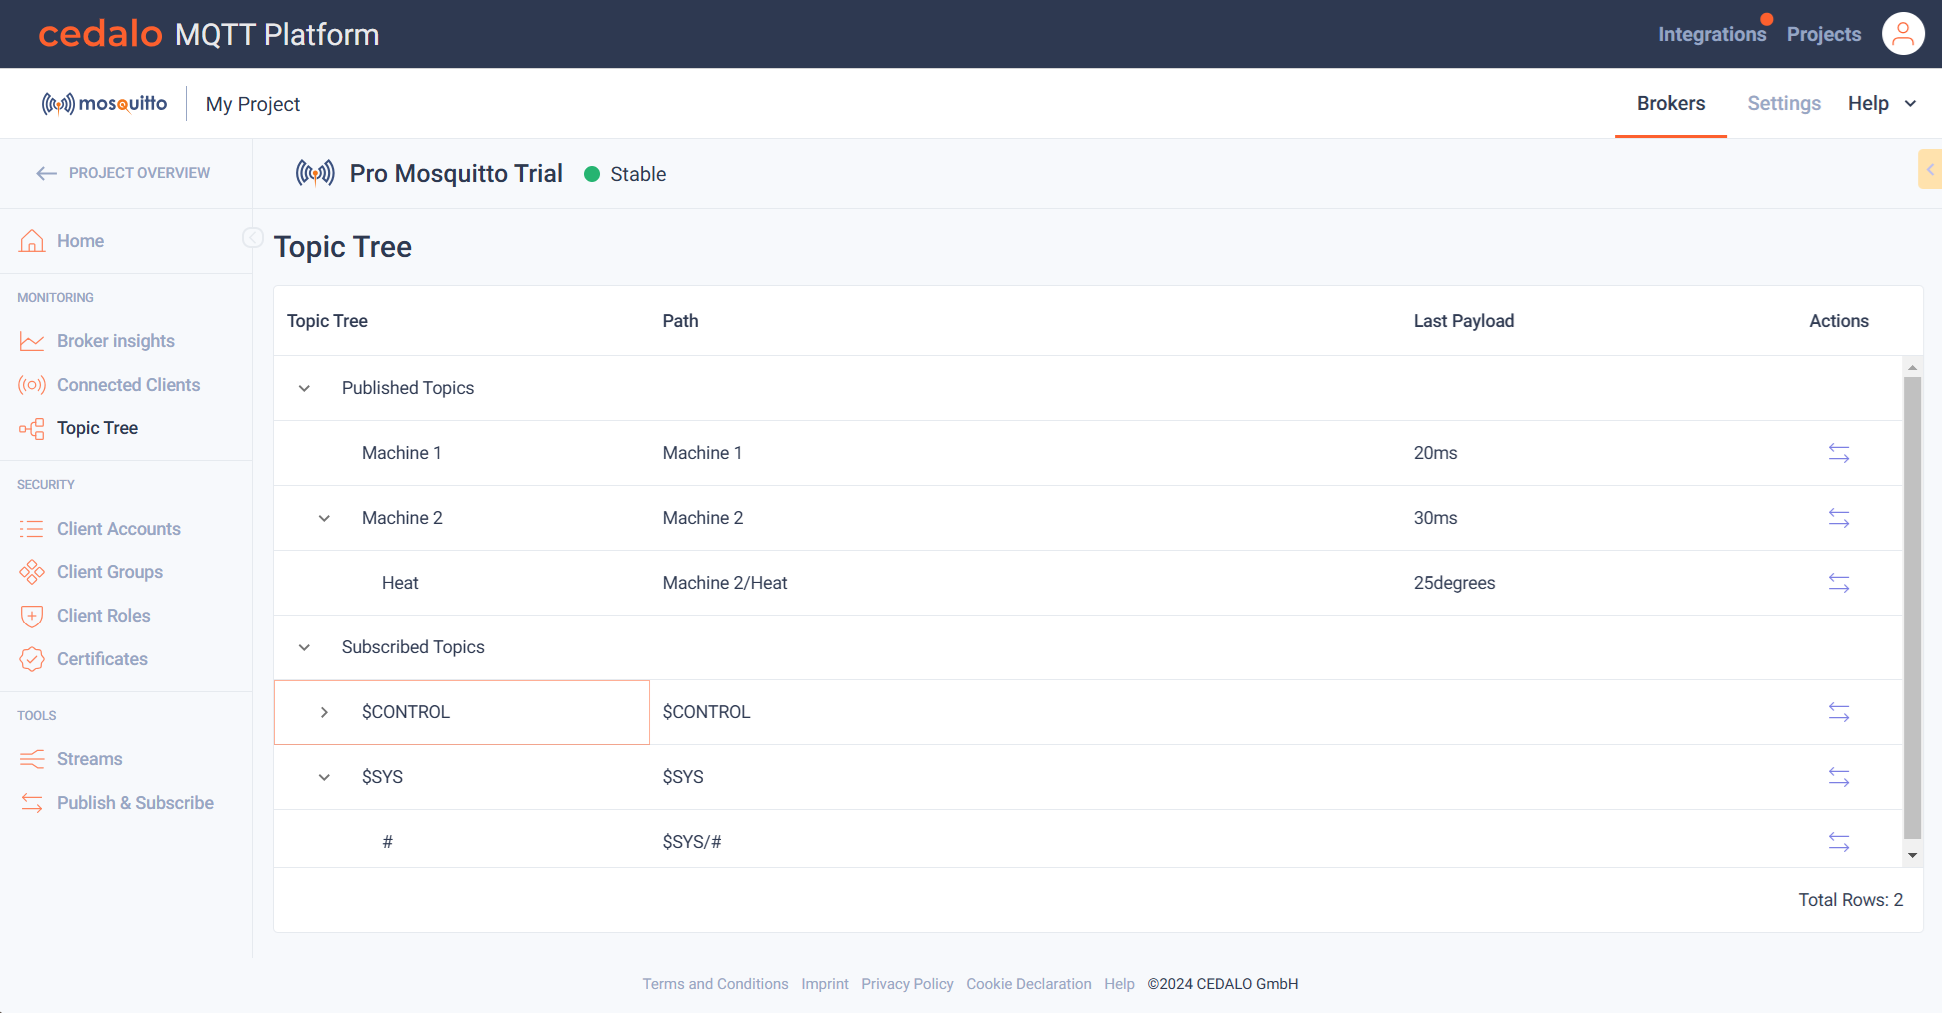 cedalo MQTT Platform
Integrations Projects
mosquitto My Project
Brokers Settings Help
PROJECT OVERVIEW
Pro Mosquitto Trial Stable
Home
MONITORING
Broker insights
Connected Clients
Topic Tree
SECURITY
Client Accounts
Client Groups
Client Roles
Certificates
TOOLS
Streams
Publish & Subscribe
Topic Tree
Topic Tree Path Last Payload Actions
Published Topics
Machine 1 Machine 1 20ms
Machine 2 Machine 2 30ms
Heat Machine 2/Heat 25degrees
Subscribed Topics
$CONTROL $CONTROL
$SYS $SYS
# $SYS/#
Total Rows: 2
Terms and Conditions Imprint Privacy Policy Cookie Declaration Help ©2024 CEDALO GmbH